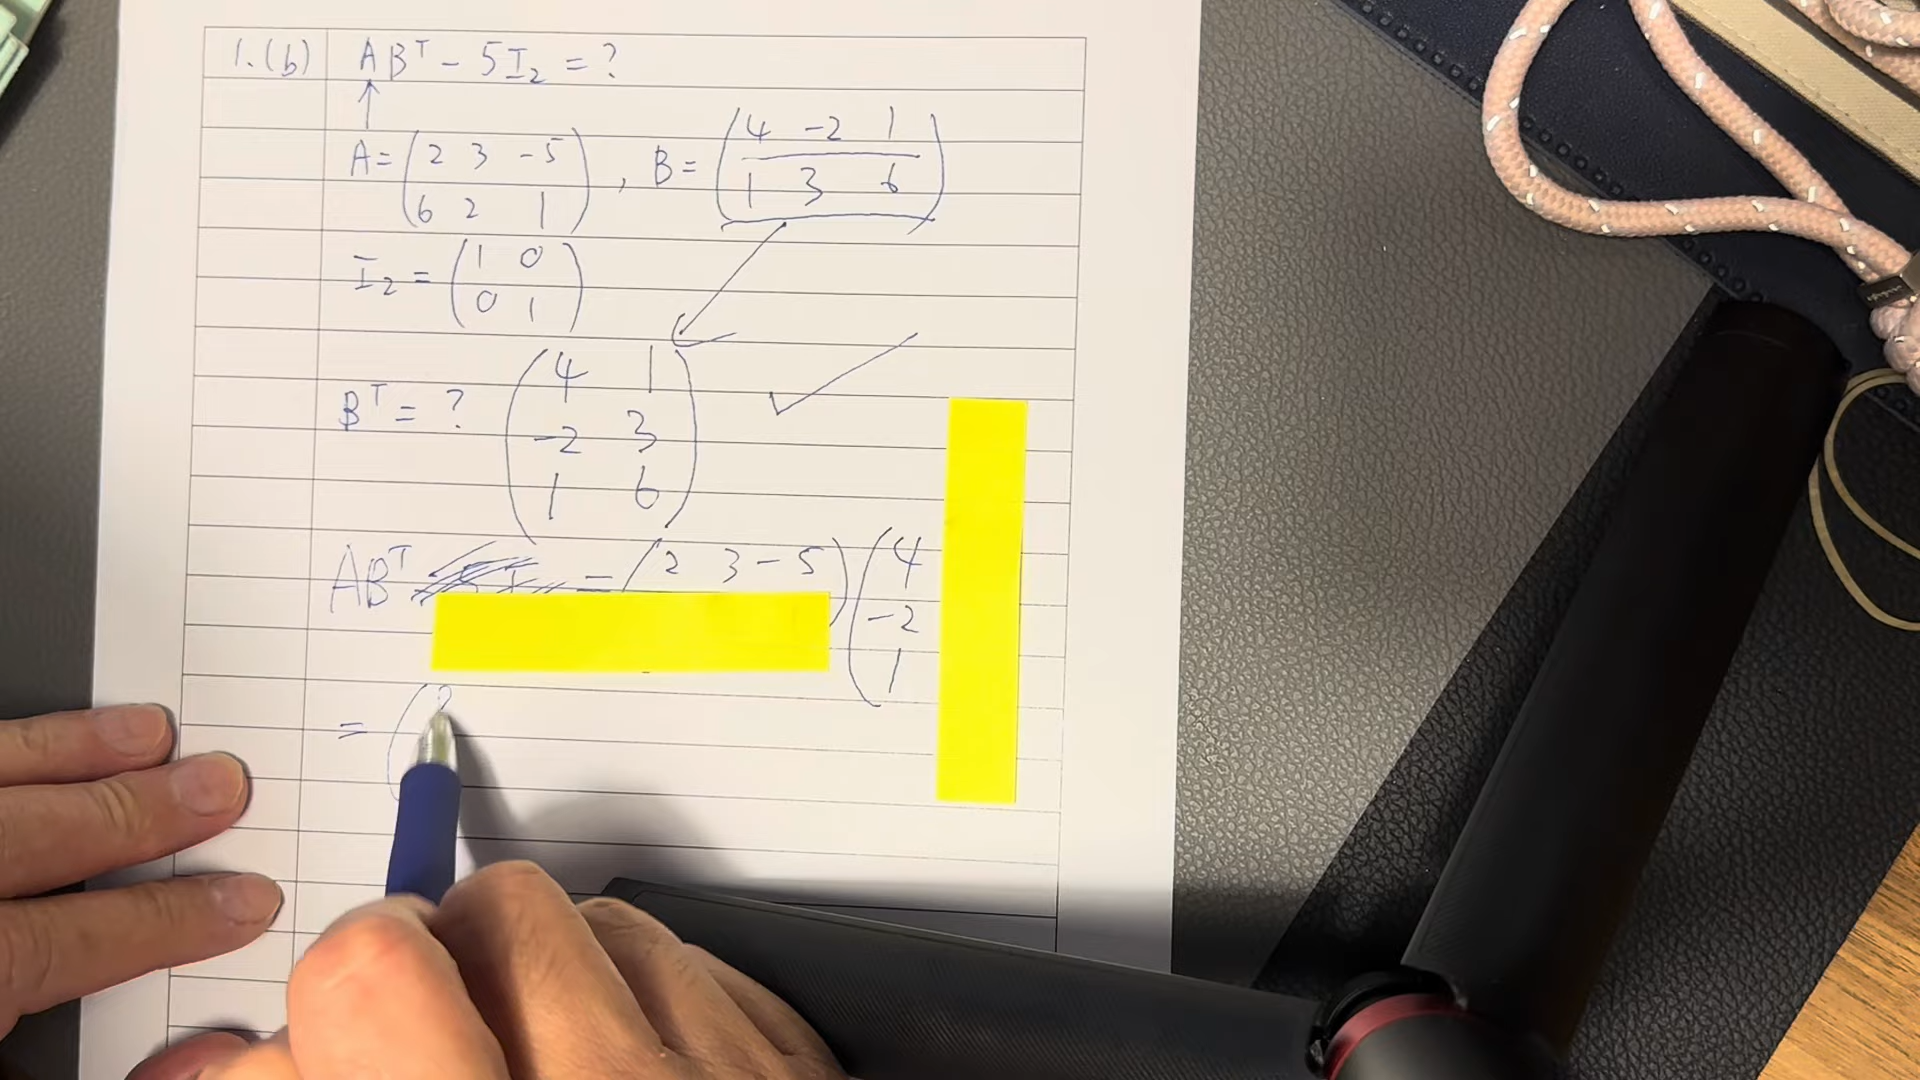 1.(b) ABᵀ - 5I₂ = ?
A = (2 3 -5
6 2 1) , B = (4 -2 1
1 3 6)
I₂ = (1 0
0 1)
Bᵀ = ? (4 1
-2 3
1 6)
ABᵀ = (2 3 -5) (4
-2
1
= (